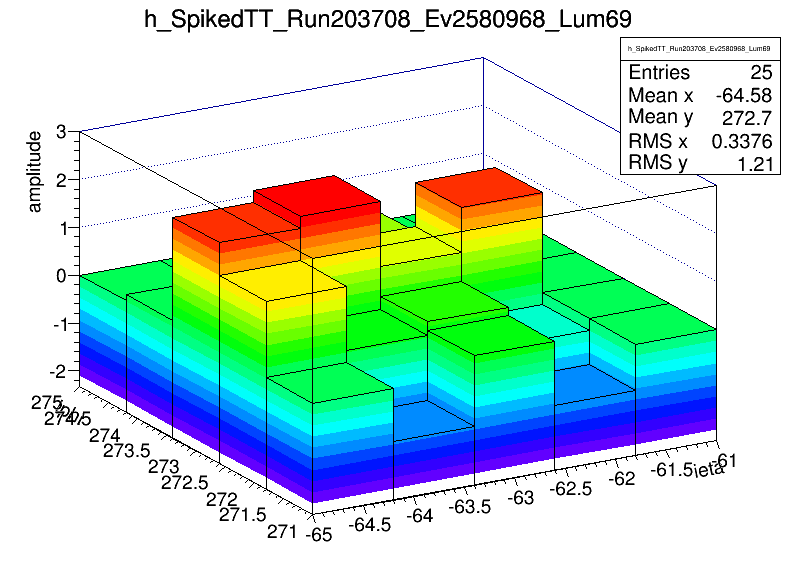 h_SpikedTT_Run203708_Ev2580968_Lum69
h_SpikedTT_Run203708_Ev2580968_Lum69
Entries 25
Mean x -64.58
Mean y 272.7
RMS x 0.3376
RMS y 1.21
amplitude
3
2
1
0
-1
-2
275
274.5
274
273.5
273
272.5
272
271.5
271
-65
-64.5
-64
-63.5
-63
-62.5
-62
-61.5
-61
ieta